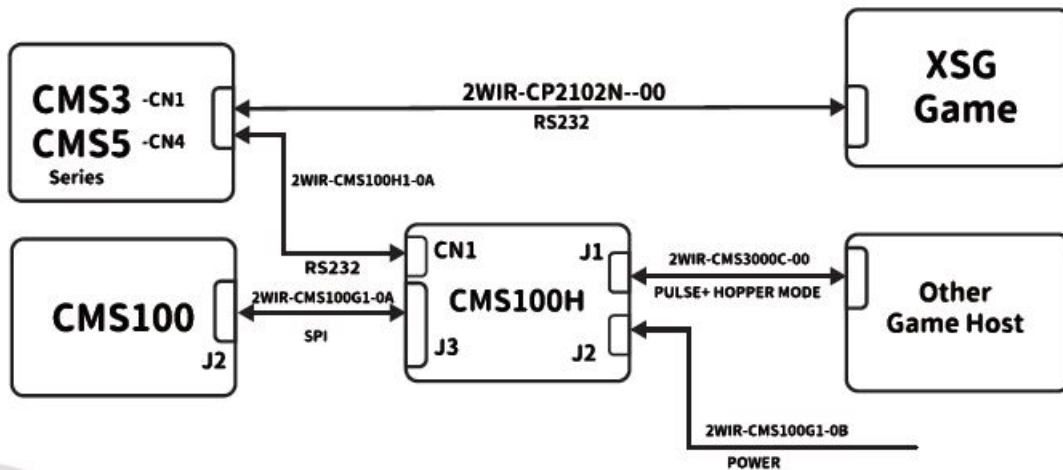 CMS3 -CN1
CMS5 -CN4
Series
2WIR-CP2102N--00
RS232
XSG
Game
2WIR-CMS100H1-0A
RS232
CMS100
J2
2WIR-CMS100G1-0A
SPI
CN1
J1
CMS100H
J3
J2
2WIR-CMS3000C-00
PULSE+ HOPPER MODE
Other
Game Host
2WIR-CMS100G1-0B
POWER